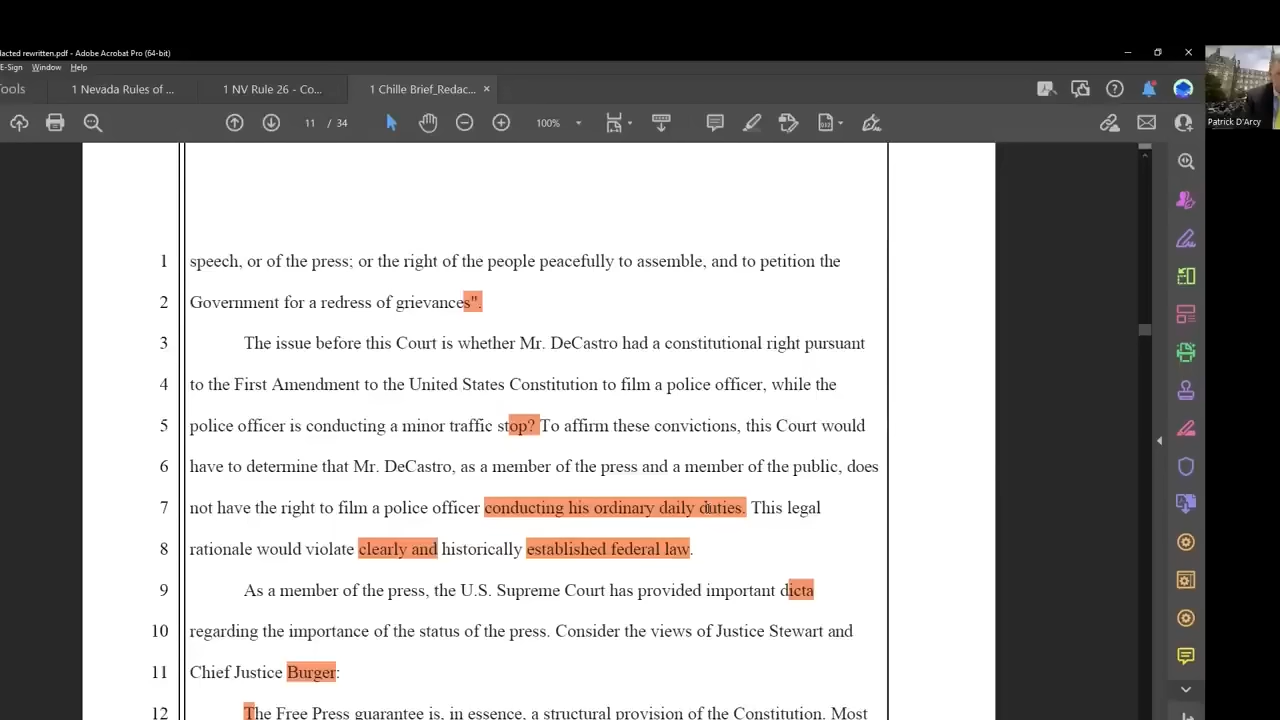 lacted rewritten.pdf - Adobe Acrobat Pro (64-bit)
E-Sign Window Help
ools 1 Nevada Rules of ... 1 NV Rule 26 - Co... 1 Chille Brief_Redac... ×
11 / 34 100%
Patrick D'Arcy
1 speech, or of the press; or the right of the people peacefully to assemble, and to petition the
2 Government for a redress of grievances".
3 The issue before this Court is whether Mr. DeCastro had a constitutional right pursuant
4 to the First Amendment to the United States Constitution to film a police officer, while the
5 police officer is conducting a minor traffic stop? To affirm these convictions, this Court would
6 have to determine that Mr. DeCastro, as a member of the press and a member of the public, does
7 not have the right to film a police officer conducting his ordinary daily duties. This legal
8 rationale would violate clearly and historically established federal law.
9 As a member of the press, the U.S. Supreme Court has provided important dicta
10 regarding the importance of the status of the press. Consider the views of Justice Stewart and
11 Chief Justice Burger:
12 The Free Press guarantee is, in essence, a structural provision of the Constitution. Most